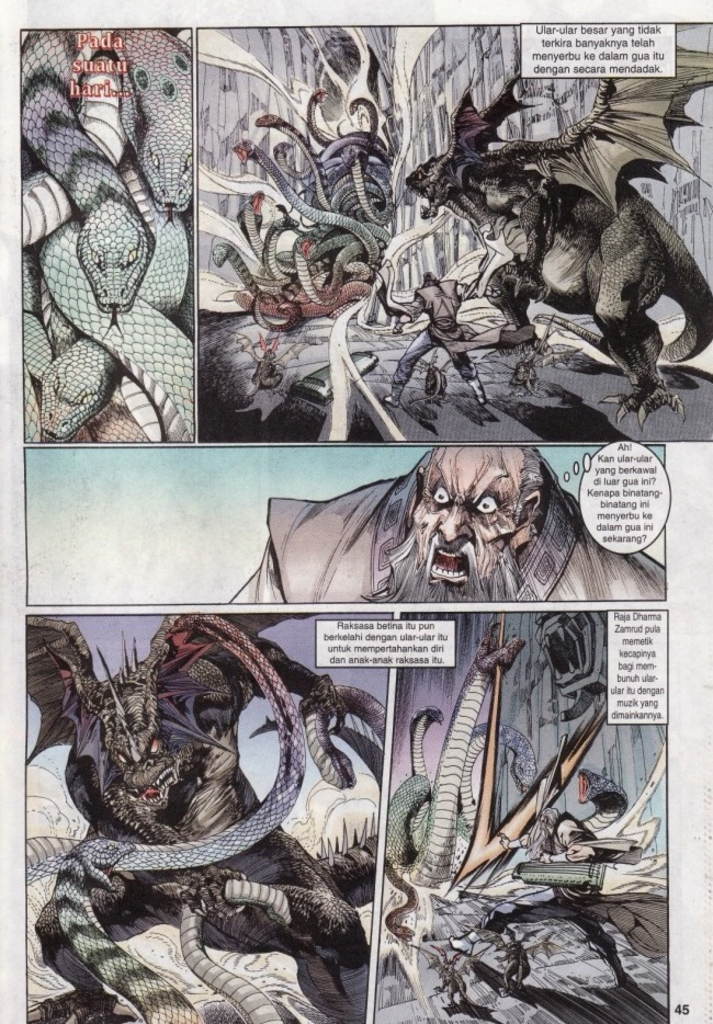 Pada
suatu
hari...
Ular-ular besar yang tidak
terkira banyaknya telah
menyerbu ke dalam gua itu
dengan secara mendadak.
Ah!
Kan ular-ular
yang berkawal
di luar gua ini?
Kenapa binatang-
binatang ini
menyerbu ke
dalam gua ini
sekarang?
Raksasa betina itu pun
berkelahi dengan ular-ular itu
untuk mempertahankan diri
dan anak-anak raksasa itu.
Raja Dharma
Zamrud pula
memetik
kecapinya
bagi mem-
bunuh ular-
ular itu dengan
muzik yang
dimainkannya.
45